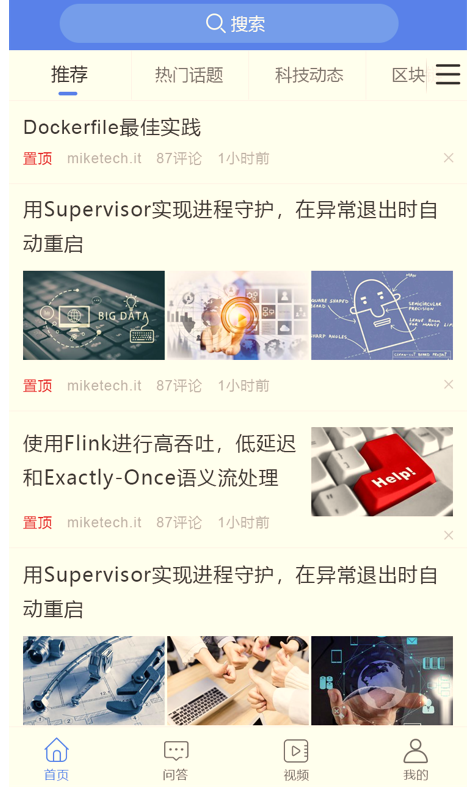 搜索
推荐 热门话题 科技动态 区块
Dockerfile最佳实践
置顶 miketech.it 87评论 1小时前
用Supervisor实现进程守护，在异常退出时自
动重启
BIG DATA
MAN
SQUARE SHAPED
SEMICIRCULAR
PRECISION
SHARP ANGLES
置顶 miketech.it 87评论 1小时前
使用Flink进行高吞吐，低延迟
和Exactly-Once语义流处理
Help!
置顶 miketech.it 87评论 1小时前
用Supervisor实现进程守护，在异常退出时自
动重启
首页 问答 视频 我的